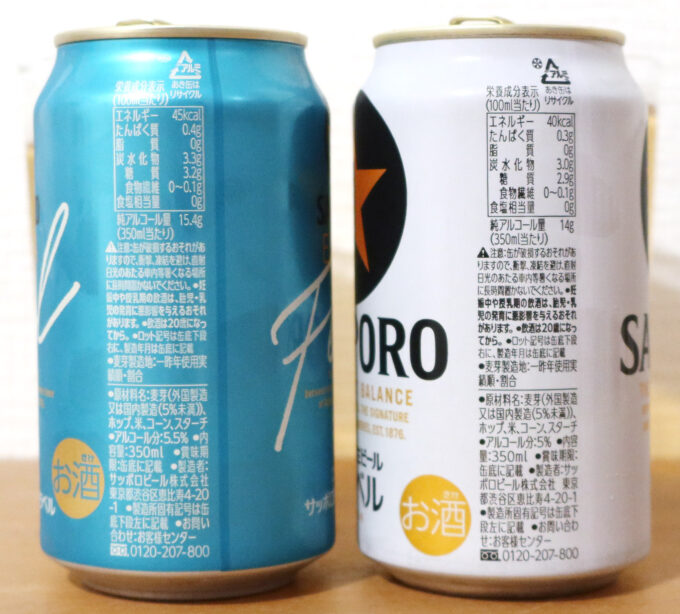 アルミ
あき缶は
リサイクル
栄養成分表示
(100ml当たり)
エネルギー 45kcal
たんぱく質 0.4g
脂質 0g
炭水化物 3.3g
糖質 3.2g
食物繊維 0~0.1g
食塩相当量 0g
純アルコール量 15.4g
(350ml当たり)
⚠注意:缶が破損するおそれがあ
りますので、衝撃、凍結を避け、直射
日光のあたる車内等暑くなる場所
に長時間置かないでください。●妊
娠中や授乳期の飲酒は、胎児・乳
児の発育に悪影響を与えるおそれ
があります。●飲酒は20歳になっ
てから。●ロット記号は缶底下段
右に、製造年月は缶底に記載
●麦芽製造地:一昨年使用実
績順・割合
●原材料名:麦芽(外国製造
又は国内製造(5%未満))、
ホップ、米、コーン、スターチ
●アルコール分:5.5% ●内
容量:350ml ●賞味期
限:缶底に記載 ●製造者:サ
ッポロビール株式会社
東京都渋谷区恵比寿4-20
-1 ●製造所固有記号は缶底
下段左に記載 ●お問い合
わせ:お客様センター
0120-207-800
お酒
サッポロ
アルミ
あき缶は
リサイクル
栄養成分表示
(100ml当たり)
エネルギー 40kcal
たんぱく質 0.3g
脂質 0g
炭水化物 3.0g
糖質 2.9g
食物繊維 0~0.1g
食塩相当量 0g
純アルコール量 14g
(350ml当たり)
⚠注意:缶が破損するおそれがあ
りますので、衝撃、凍結を避け、直射
日光のあたる車内等暑くなる場所
に長時間置かないでください。●妊
娠中や授乳期の飲酒は、胎児・乳
児の発育に悪影響を与えるおそれ
があります。●飲酒は20歳になっ
てから。●ロット記号は缶底下段
右に、製造年月は缶底に記載
●麦芽製造地:一昨年使用実
績順・割合
●原材料名:麦芽(外国製造
又は国内製造(5%未満))、
ホップ、米、コーン、スターチ
●アルコール分:5% ●内容
量:350ml ●賞味期限:
缶底に記載 ●製造者:サッ
ポロビール株式会社 東京
都渋谷区恵比寿4-20-1
●製造所固有記号は缶底下
段左に記載 ●お問い合わ
せ:お客様センター
0120-207-800
ORO
BALANCE
THE SIGNATURE
EST. 1876.
ビール
ベル
お酒
SA